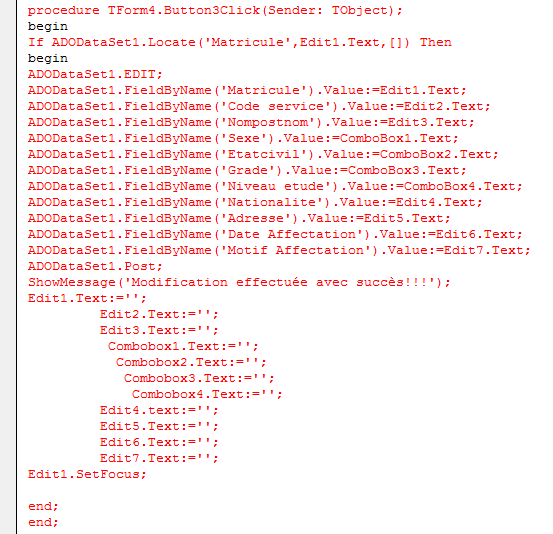 procedure TForm4.Button3Click(Sender: TObject);
begin
If ADODataSet1.Locate('Matricule',Edit1.Text,[]) Then
begin
ADODataSet1.EDIT;
ADODataSet1.FieldByName('Matricule').Value:=Edit1.Text;
ADODataSet1.FieldByName('Code service').Value:=Edit2.Text;
ADODataSet1.FieldByName('Nompostnom').Value:=Edit3.Text;
ADODataSet1.FieldByName('Sexe').Value:=ComboBox1.Text;
ADODataSet1.FieldByName('Etatcivil').Value:=ComboBox2.Text;
ADODataSet1.FieldByName('Grade').Value:=ComboBox3.Text;
ADODataSet1.FieldByName('Niveau etude').Value:=ComboBox4.Text;
ADODataSet1.FieldByName('Nationalite').Value:=Edit4.Text;
ADODataSet1.FieldByName('Adresse').Value:=Edit5.Text;
ADODataSet1.FieldByName('Date Affectation').Value:=Edit6.Text;
ADODataSet1.FieldByName('Motif Affectation').Value:=Edit7.Text;
ADODataSet1.Post;
ShowMessage('Modification effectuée avec succès!!!');
Edit1.Text:='';
Edit2.Text:='';
Edit3.Text:='';
Combobox1.Text:='';
Combobox2.Text:='';
Combobox3.Text:='';
Combobox4.Text:='';
Edit4.text:='';
Edit5.Text:='';
Edit6.Text:='';
Edit7.Text:='';
Edit1.SetFocus;
end;
end;